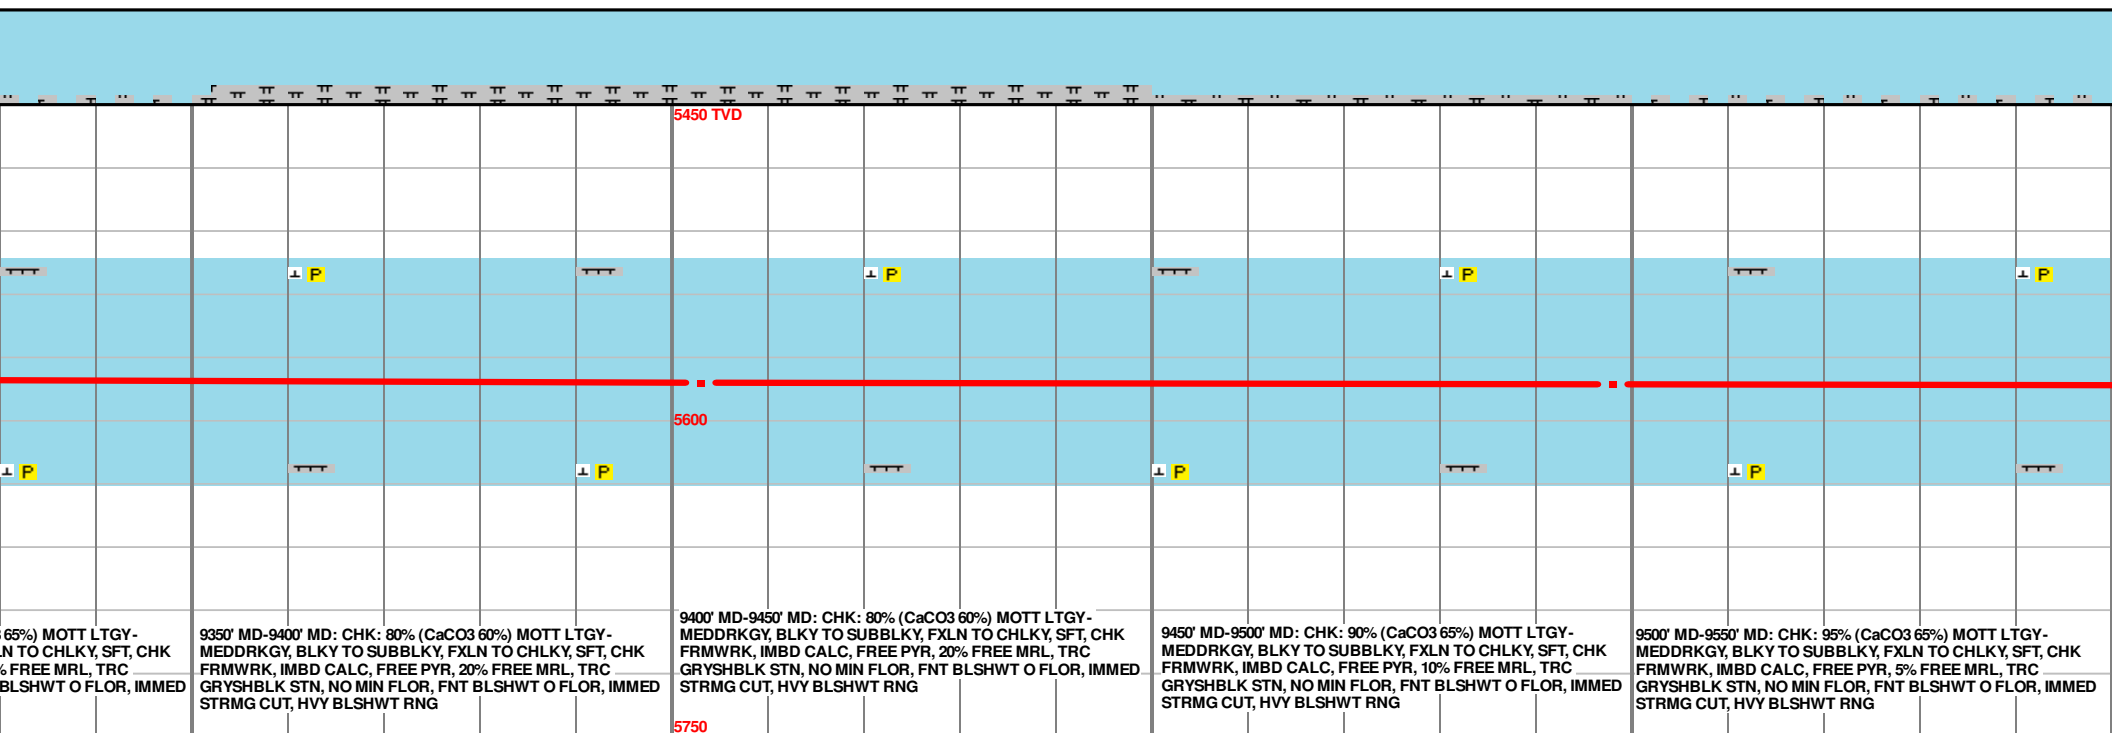 5450 TVD
P
P
P
P
5600
P
P
P
P
65%) MOTT LTGY-
LN TO CHLKY, SFT, CHK
% FREE MRL, TRC
BLSHWT O FLOR, IMMED
9350' MD-9400' MD: CHK: 80% (CaCO3 60%) MOTT LTGY-
MEDDRKGY, BLKY TO SUBBLKY, FXLN TO CHLKY, SFT, CHK
FRMWRK, IMBD CALC, FREE PYR, 20% FREE MRL, TRC
GRYSHBLK STN, NO MIN FLOR, FNT BLSHWT O FLOR, IMMED
STRMG CUT, HVY BLSHWT RNG
9400' MD-9450' MD: CHK: 80% (CaCO3 60%) MOTT LTGY-
MEDDRKGY, BLKY TO SUBBLKY, FXLN TO CHLKY, SFT, CHK
FRMWRK, IMBD CALC, FREE PYR, 20% FREE MRL, TRC
GRYSHBLK STN, NO MIN FLOR, FNT BLSHWT O FLOR, IMMED
STRMG CUT, HVY BLSHWT RNG
9450' MD-9500' MD: CHK: 90% (CaCO3 65%) MOTT LTGY-
MEDDRKGY, BLKY TO SUBBLKY, FXLN TO CHLKY, SFT, CHK
FRMWRK, IMBD CALC, FREE PYR, 10% FREE MRL, TRC
GRYSHBLK STN, NO MIN FLOR, FNT BLSHWT O FLOR, IMMED
STRMG CUT, HVY BLSHWT RNG
9500' MD-9550' MD: CHK: 95% (CaCO3 65%) MOTT LTGY-
MEDDRKGY, BLKY TO SUBBLKY, FXLN TO CHLKY, SFT, CHK
FRMWRK, IMBD CALC, FREE PYR, 5% FREE MRL, TRC
GRYSHBLK STN, NO MIN FLOR, FNT BLSHWT O FLOR, IMMED
STRMG CUT, HVY BLSHWT RNG
5750